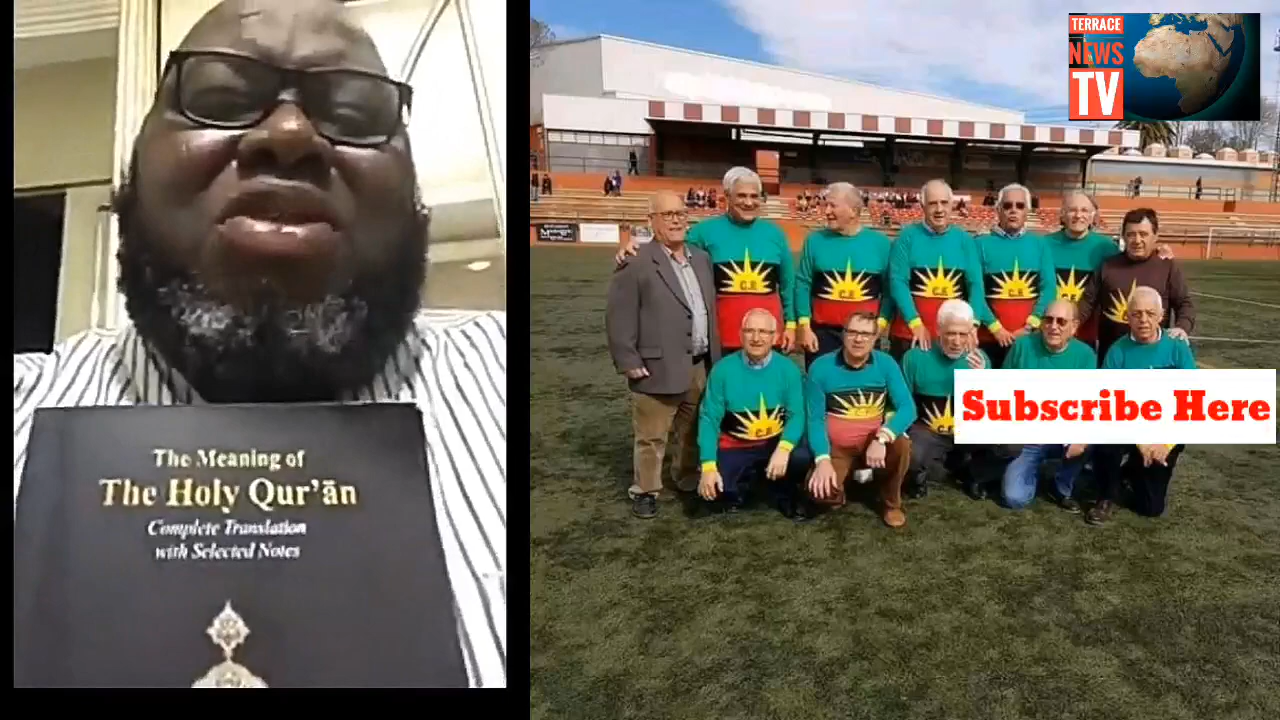 The Meaning of
The Holy Qur'ān
Complete Translation
with Selected Notes
TERRACE
NEWS
TV
Subscribe Here
C.E.
C.E.
C.E.
C.E.